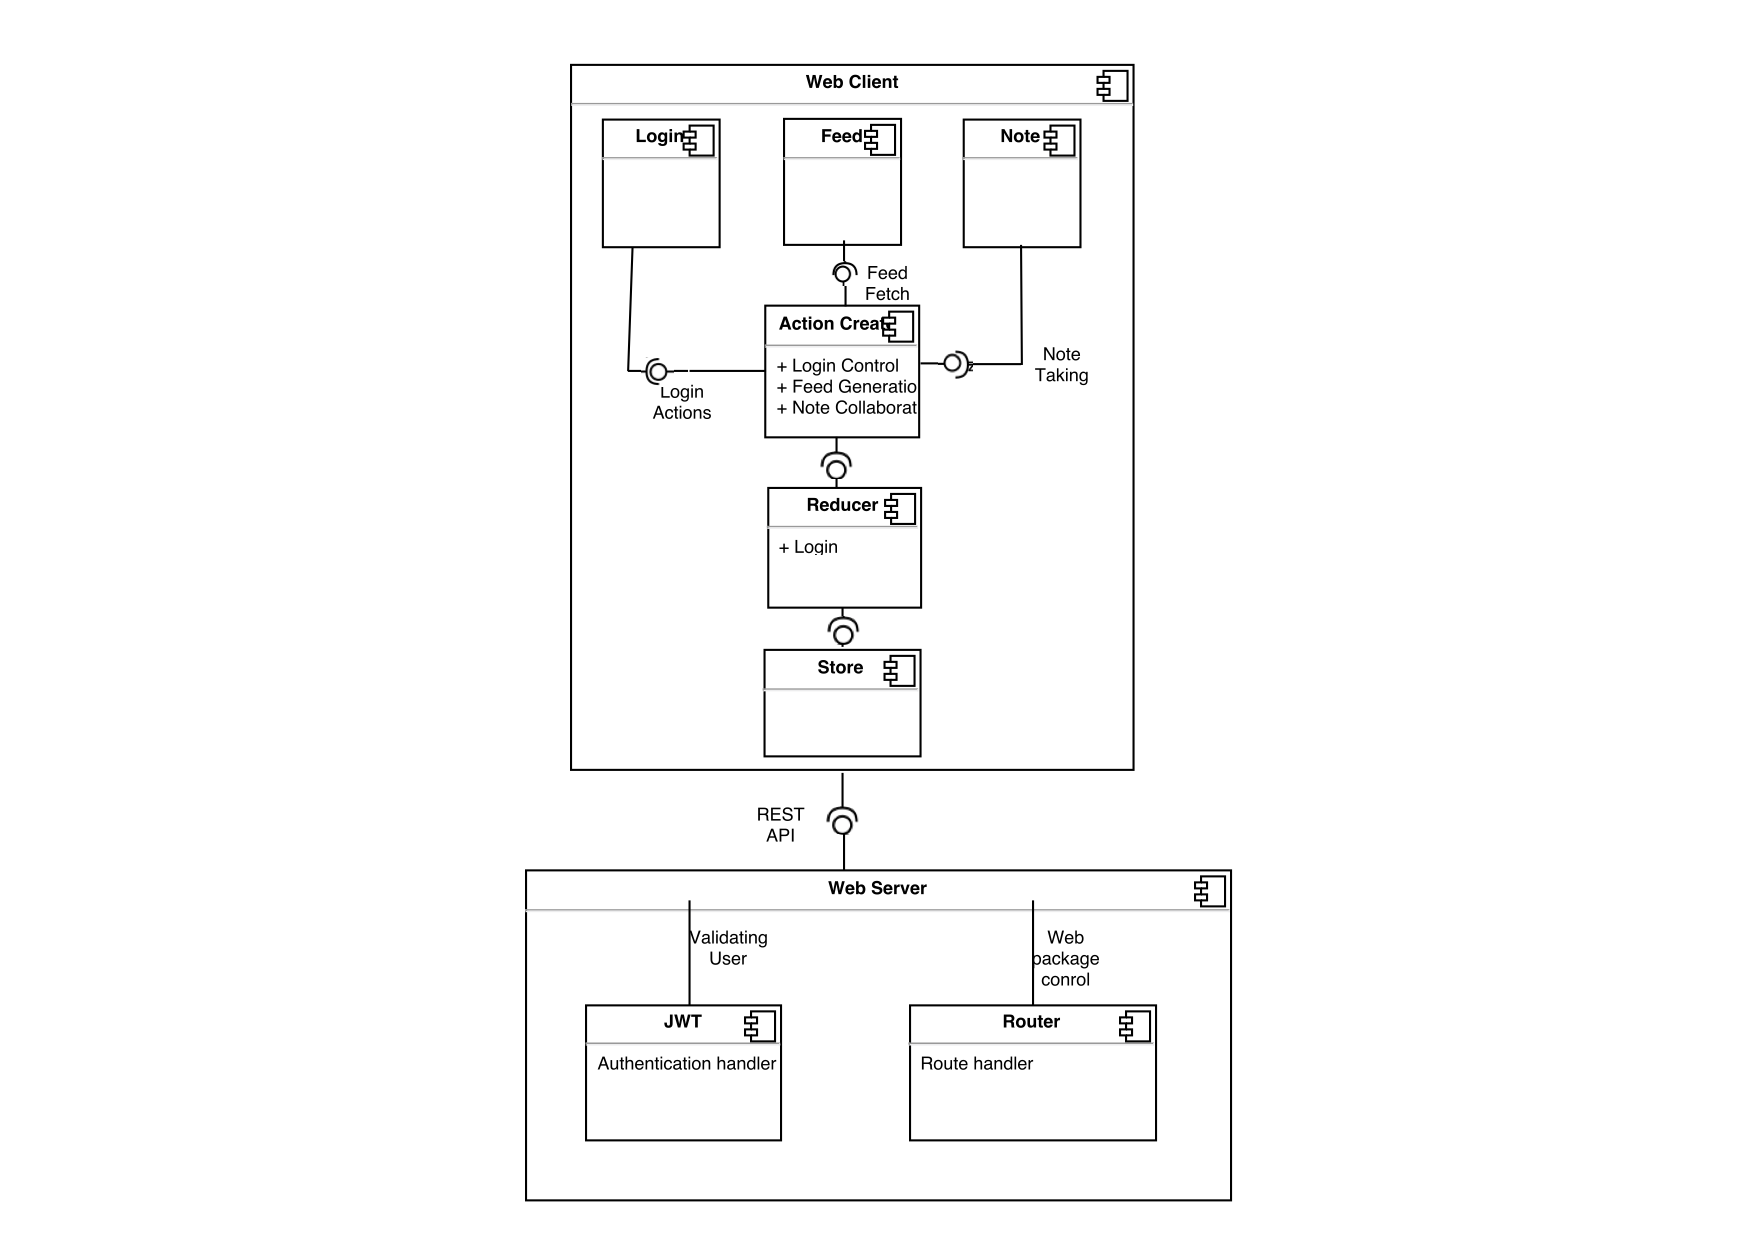 Web Client
Login
Feed
Note
Feed
Fetch
Action Creat
+ Login Control
+ Feed Generatio
+ Note Collaborat
Note
Taking
Login
Actions
Reducer
+ Login
Store
REST
API
Web Server
Validating
User
Web
package
conrol
JWT
Authentication handler
Router
Route handler